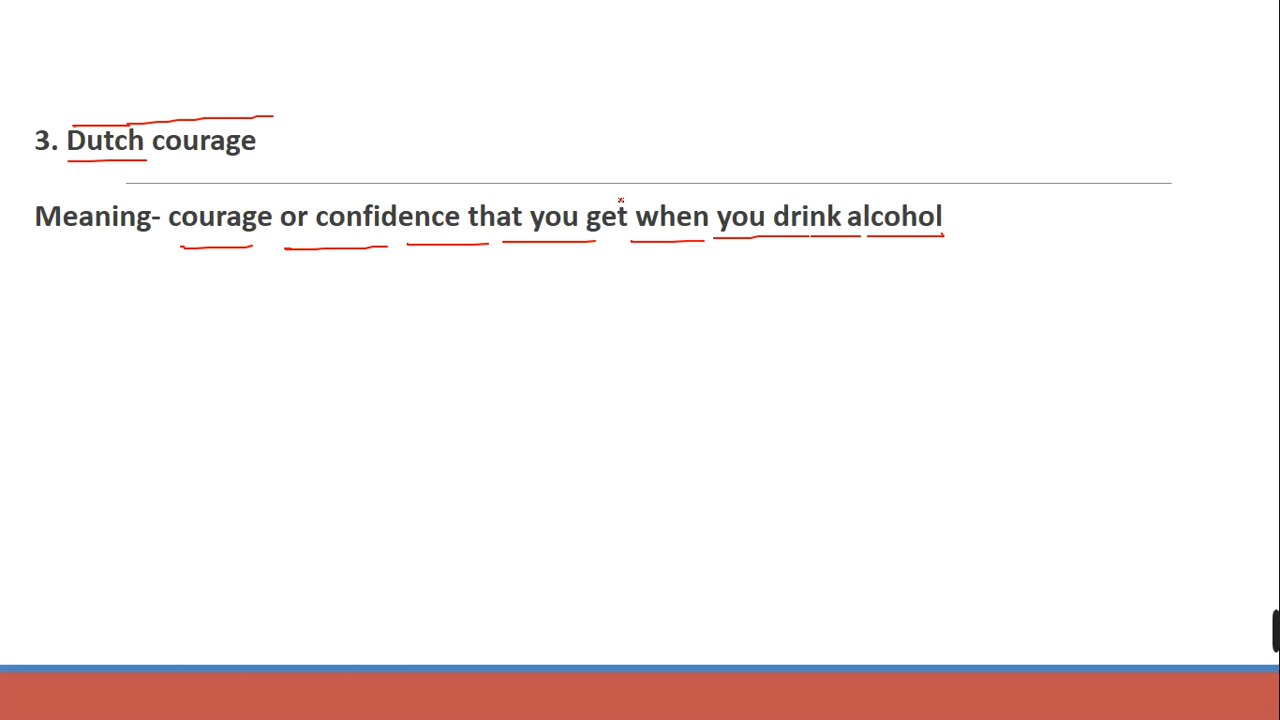 3. Dutch courage
Meaning- courage or confidence that you get when you drink alcohol